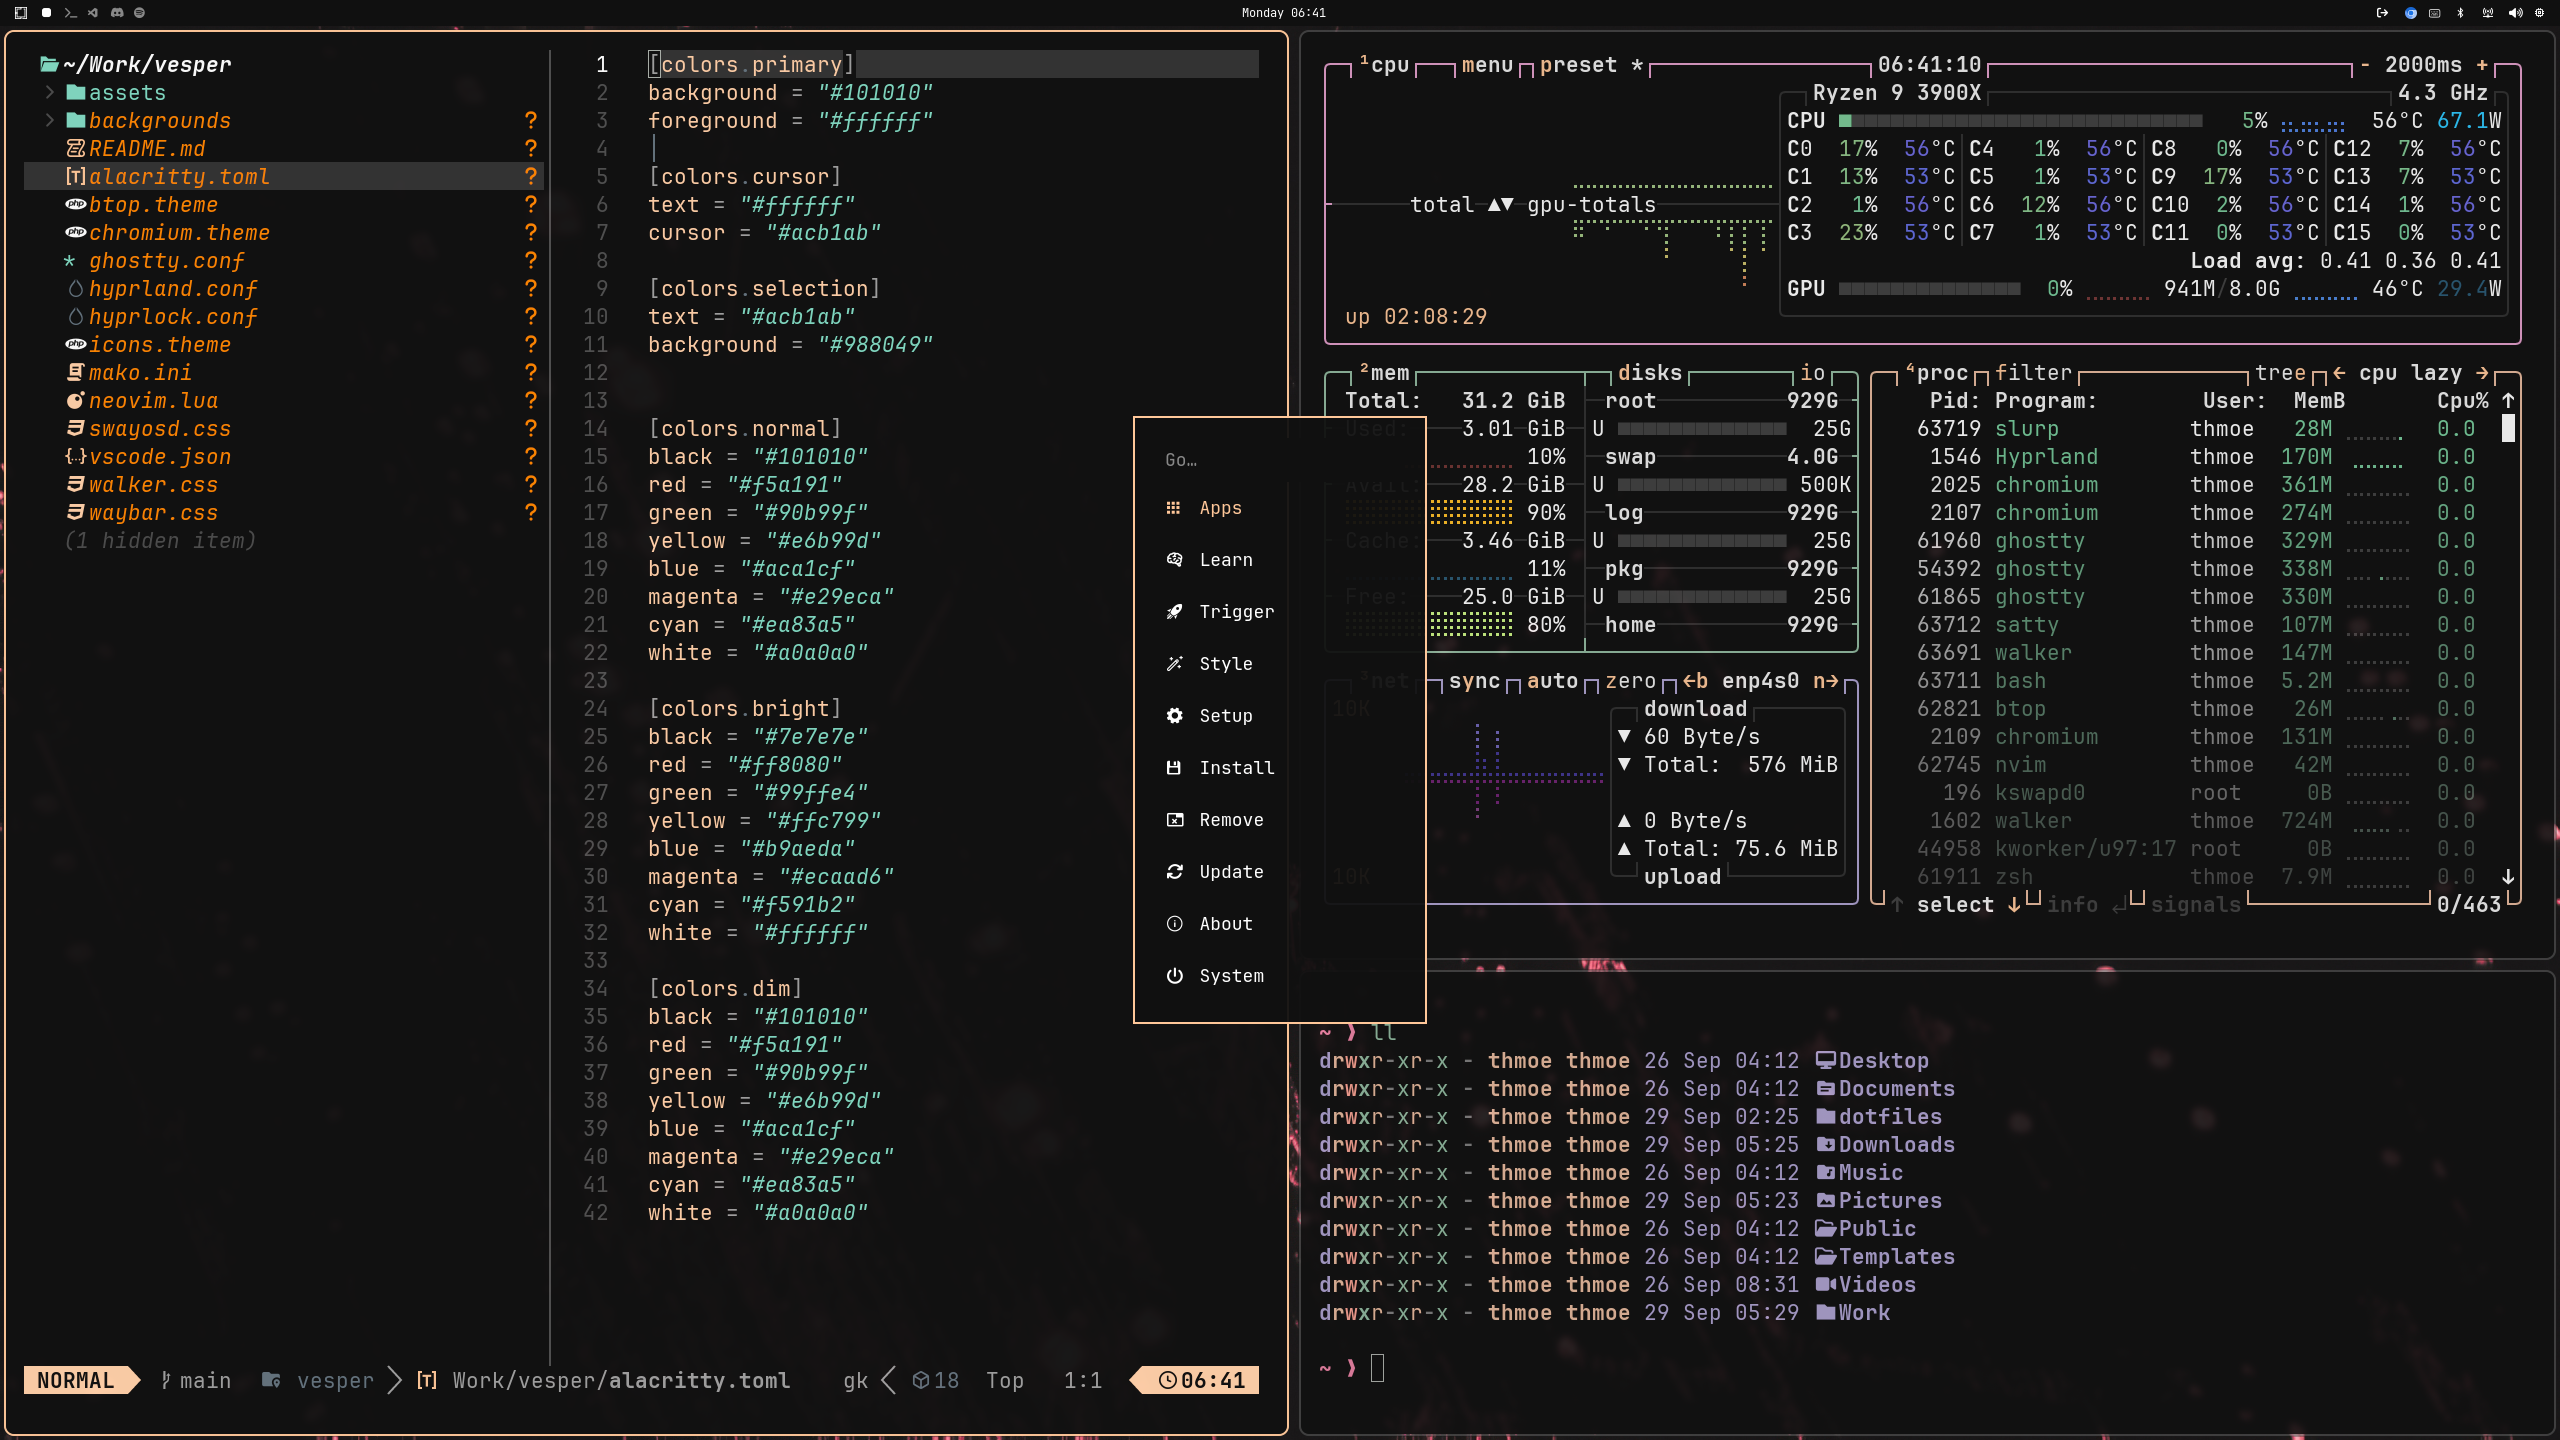 Monday 06:41
~/Work/vesper
assets
backgrounds ?
README.md ?
alacritty.toml ?
btop.theme ?
chromium.theme ?
ghostty.conf ?
hyprland.conf ?
hyprlock.conf ?
icons.theme ?
mako.ini ?
neovim.lua ?
swayosd.css ?
vscode.json ?
walker.css ?
waybar.css ?
(1 hidden item)
1 [colors.primary]
2 background = "#101010"
3 foreground = "#ffffff"
4
5 [colors.cursor]
6 text = "#ffffff"
7 cursor = "#acb1ab"
8
9 [colors.selection]
10 text = "#acb1ab"
11 background = "#988049"
12
13
14 [colors.normal]
15 black = "#101010"
16 red = "#f5a191"
17 green = "#90b99f"
18 yellow = "#e6b99d"
19 blue = "#aca1cf"
20 magenta = "#e29eca"
21 cyan = "#ea83a5"
22 white = "#a0a0a0"
23
24 [colors.bright]
25 black = "#7e7e7e"
26 red = "#ff8080"
27 green = "#99ffe4"
28 yellow = "#ffc799"
29 blue = "#b9aeda"
30 magenta = "#ecaad6"
31 cyan = "#f591b2"
32 white = "#ffffff"
33
34 [colors.dim]
35 black = "#101010"
36 red = "#f5a191"
37 green = "#90b99f"
38 yellow = "#e6b99d"
39 blue = "#aca1cf"
40 magenta = "#e29eca"
41 cyan = "#ea83a5"
42 white = "#a0a0a0"
NORMAL main vesper [T] Work/vesper/alacritty.toml gk 18 Top 1:1 06:41
Go…
Apps
Learn
Trigger
Style
Setup
Install
Remove
Update
About
System
¹cpu menu preset * 06:41:10 - 2000ms +
Ryzen 9 3900X 4.3 GHz
CPU 5% 56°C 67.1W
C0 17% 56°C C4 1% 56°C C8 0% 56°C C12 7% 56°C
C1 13% 53°C C5 1% 53°C C9 17% 53°C C13 7% 53°C
total ▲▼ gpu-totals
C2 1% 56°C C6 12% 56°C C10 2% 56°C C14 1% 56°C
C3 23% 53°C C7 1% 53°C C11 0% 53°C C15 0% 53°C
Load avg: 0.41 0.36 0.41
GPU 0% 941M/8.0G 46°C 29.4W
up 02:08:29
²mem disks io
Total: 31.2 GiB root 929G
Used: 3.01 GiB U 25G
10% swap 4.0G
Avail: 28.2 GiB U 500K
90% log 929G
Cache: 3.46 GiB U 25G
11% pkg 929G
Free: 25.0 GiB U 25G
80% home 929G
³net sync auto zero ←b enp4s0 n→
10K
download
▼ 60 Byte/s
▼ Total: 576 MiB
▲ 0 Byte/s
▲ Total: 75.6 MiB
10K
upload
⁴proc filter tree ← cpu lazy →
Pid: Program: User: MemB Cpu% ↑
63719 slurp thmoe 28M 0.0
1546 Hyprland thmoe 170M 0.0
2025 chromium thmoe 361M 0.0
2107 chromium thmoe 274M 0.0
61960 ghostty thmoe 329M 0.0
54392 ghostty thmoe 338M 0.0
61865 ghostty thmoe 330M 0.0
63712 satty thmoe 107M 0.0
63691 walker thmoe 147M 0.0
63711 bash thmoe 5.2M 0.0
62821 btop thmoe 26M 0.0
2109 chromium thmoe 131M 0.0
62745 nvim thmoe 42M 0.0
196 kswapd0 root 0B 0.0
1602 walker thmoe 724M 0.0
44958 kworker/u97:17 root 0B 0.0
61911 zsh thmoe 7.9M 0.0 ↓
↑ select ↓ info ↵ signals 0/463
~ ❯ ll
drwxr-xr-x - thmoe thmoe 26 Sep 04:12 Desktop
drwxr-xr-x - thmoe thmoe 26 Sep 04:12 Documents
drwxr-xr-x - thmoe thmoe 29 Sep 02:25 dotfiles
drwxr-xr-x - thmoe thmoe 29 Sep 05:25 Downloads
drwxr-xr-x - thmoe thmoe 26 Sep 04:12 Music
drwxr-xr-x - thmoe thmoe 29 Sep 05:23 Pictures
drwxr-xr-x - thmoe thmoe 26 Sep 04:12 Public
drwxr-xr-x - thmoe thmoe 26 Sep 04:12 Templates
drwxr-xr-x - thmoe thmoe 26 Sep 08:31 Videos
drwxr-xr-x - thmoe thmoe 29 Sep 05:29 Work
~ ❯